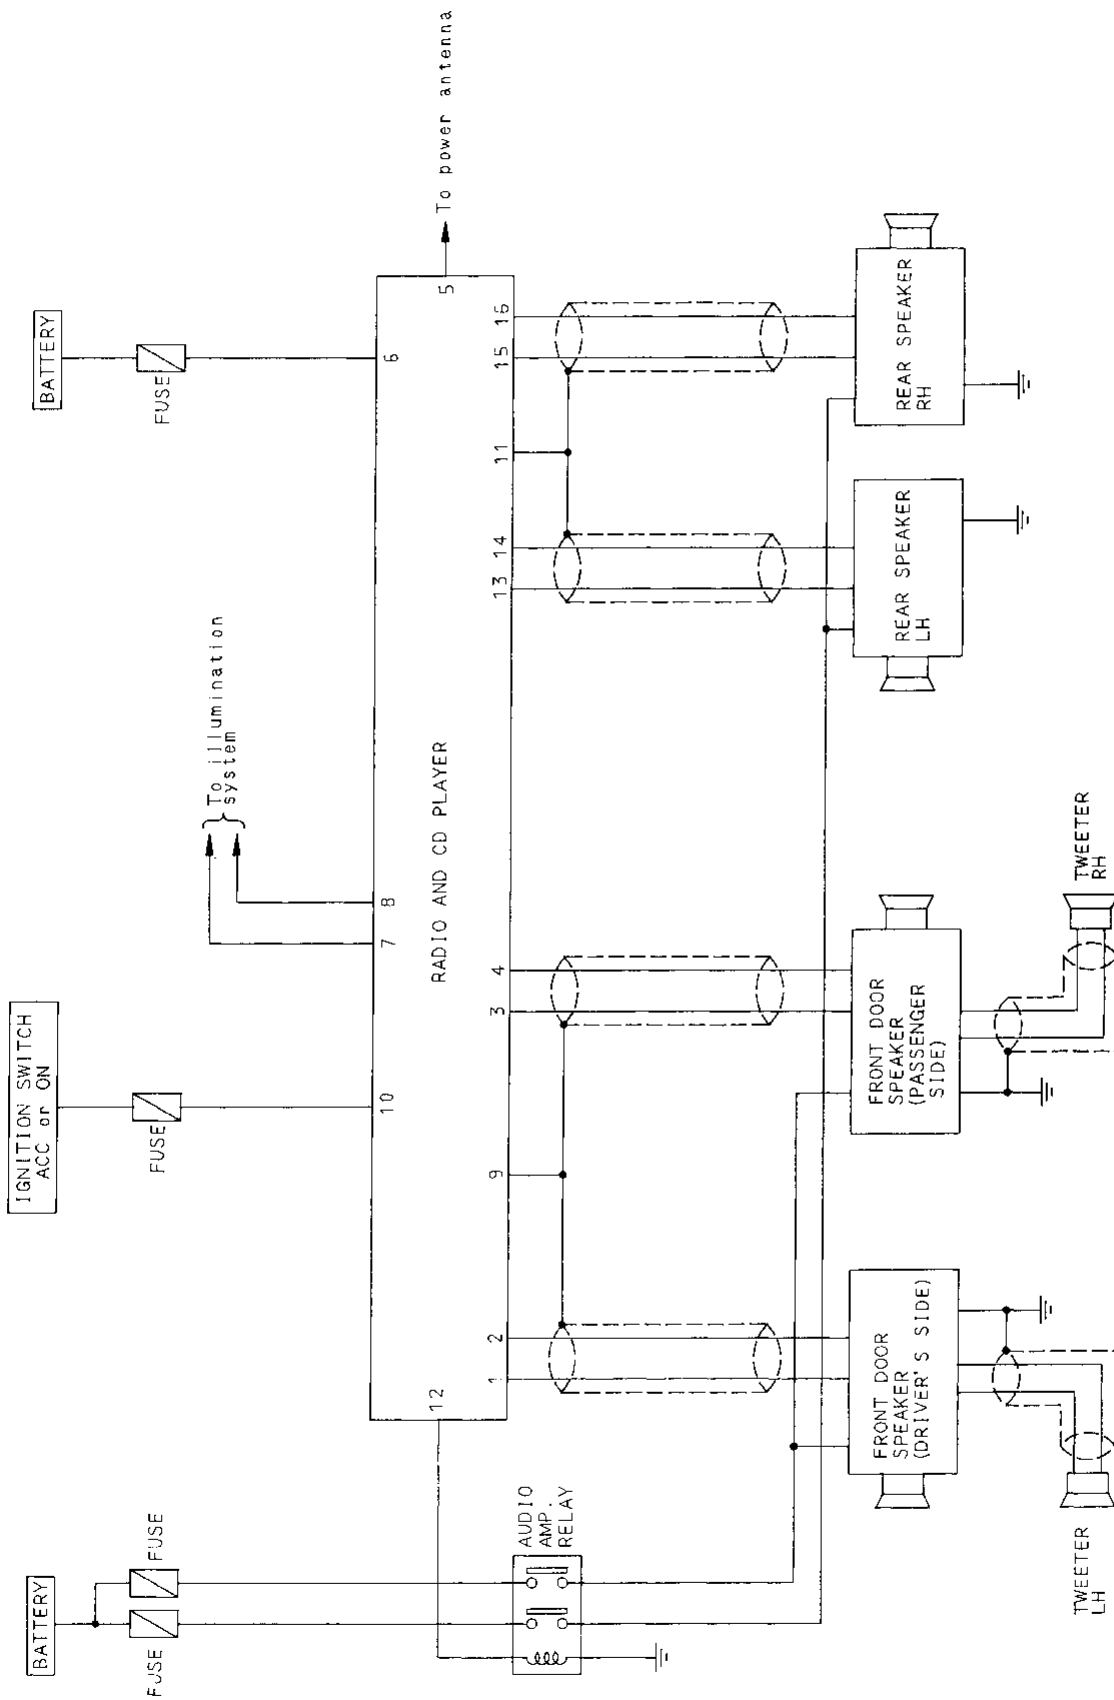 BATTERY
FUSE
FUSE
IGNITION SWITCH
ACC or ON
FUSE
To illumination
system
BATTERY
FUSE
12
10
7
8
6
5
To power antenna
RADIO AND CD PLAYER
1
2
9
3
4
13
14
11
15
16
AUDIO
AMP.
RELAY
FRONT DOOR
SPEAKER
(DRIVER'S SIDE)
FRONT DOOR
SPEAKER
(PASSENGER
SIDE)
REAR SPEAKER
LH
REAR SPEAKER
RH
TWEETER
LH
TWEETER
RH